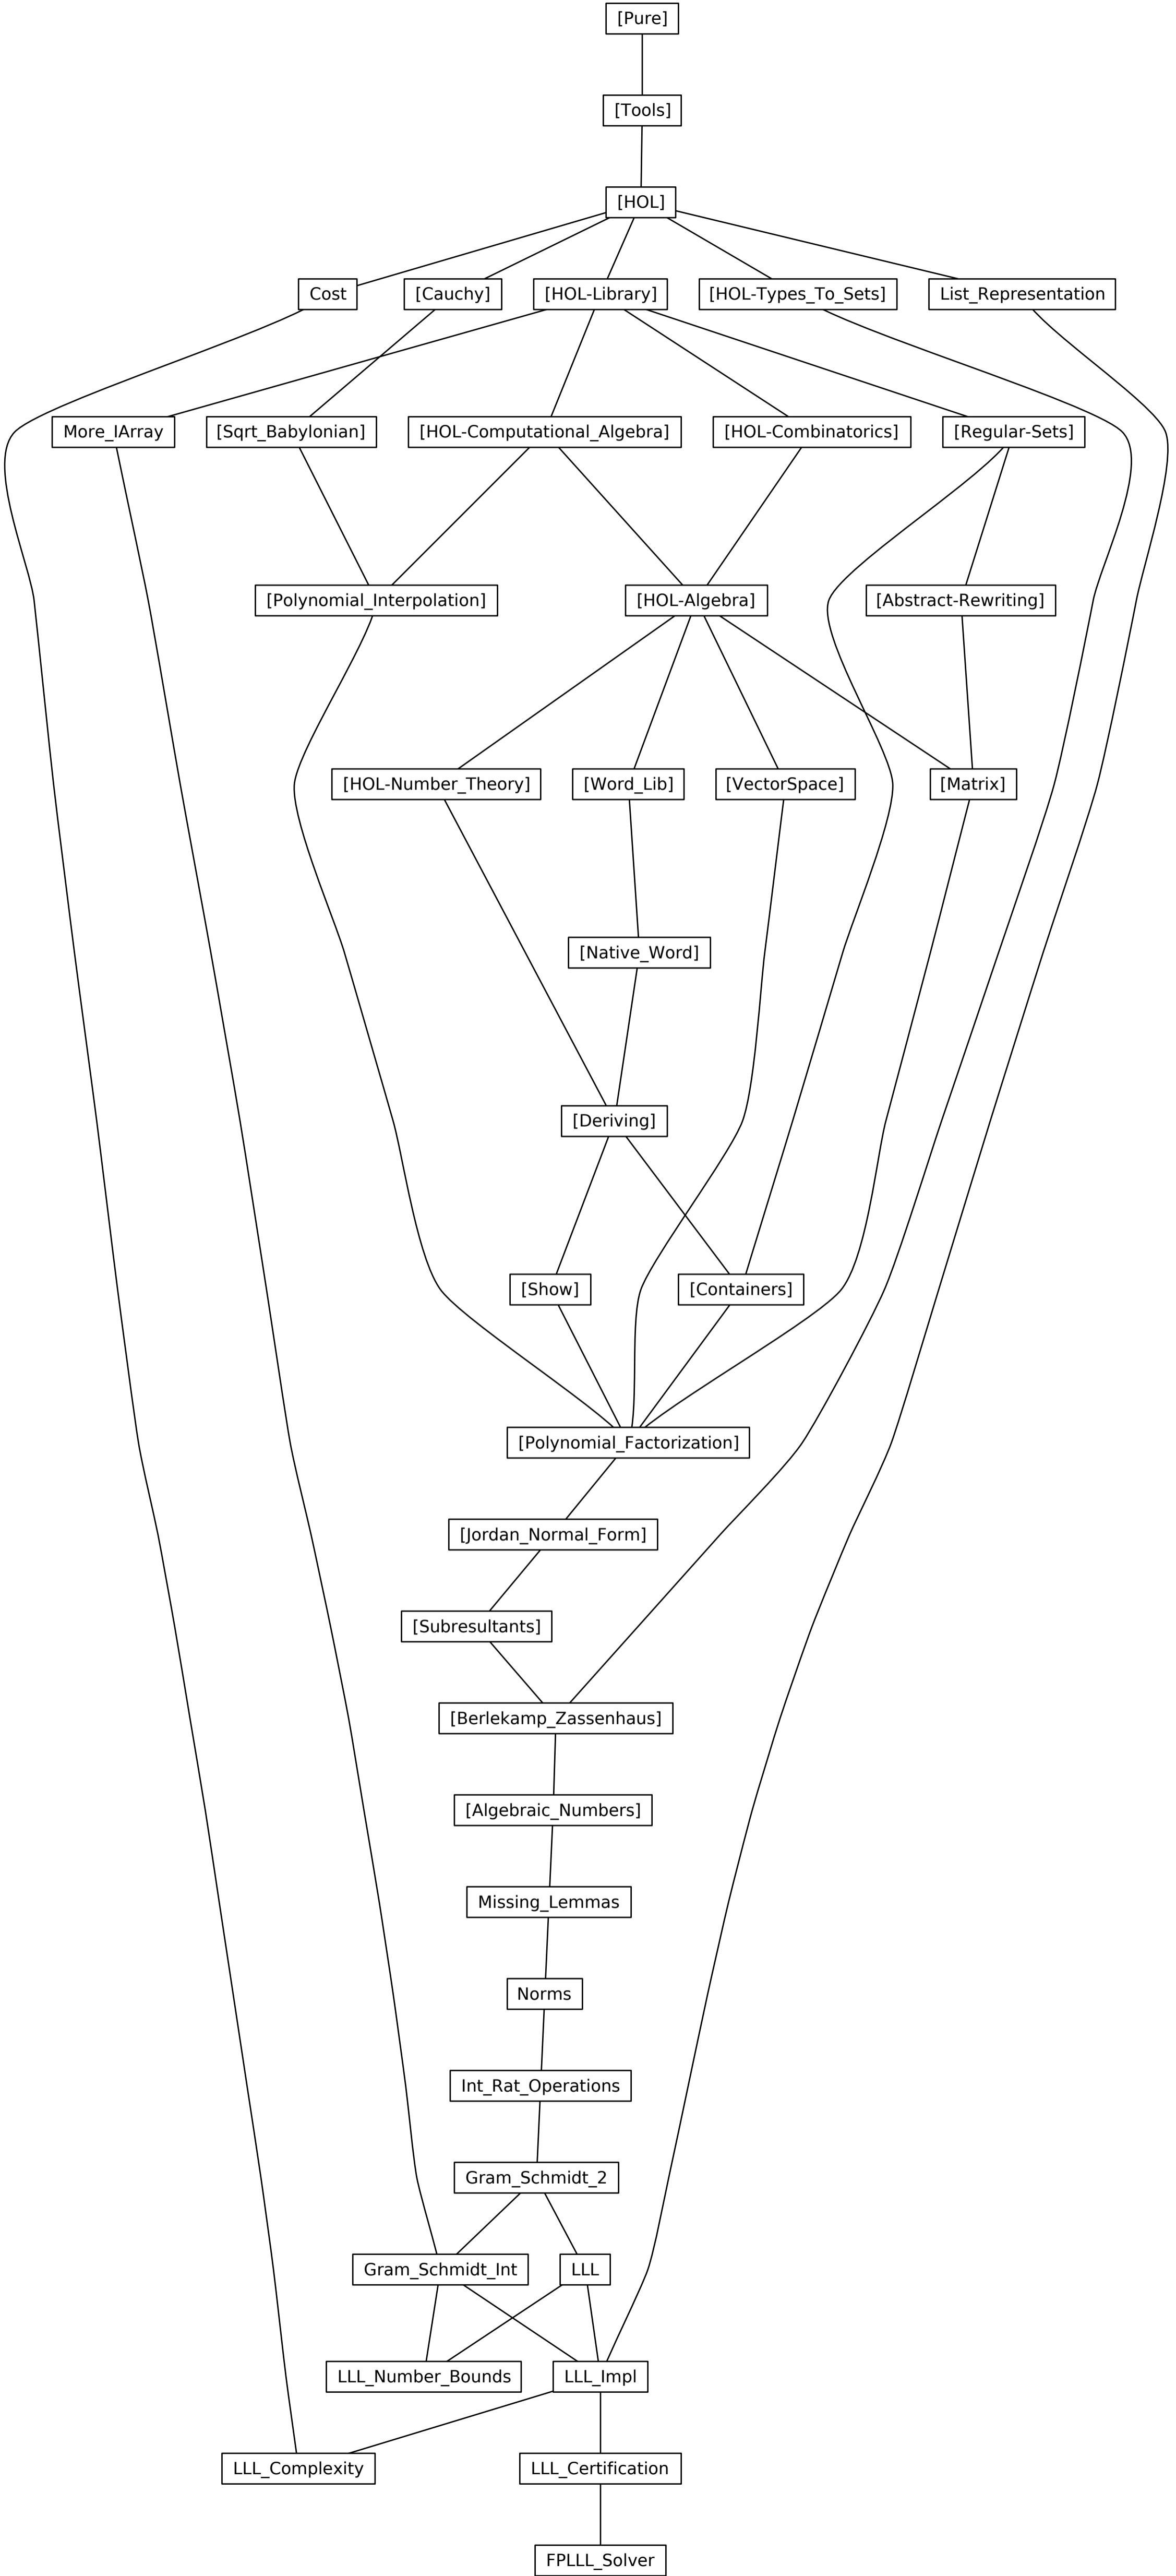 [Pure]
[Tools]
[HOL]
Cost
[Cauchy]
[HOL-Library]
[HOL-Types_To_Sets]
List_Representation
More_IArray
[Sqrt_Babylonian]
[HOL-Computational_Algebra]
[HOL-Combinatorics]
[Regular-Sets]
[Polynomial_Interpolation]
[HOL-Algebra]
[Abstract-Rewriting]
[HOL-Number_Theory]
[Word_Lib]
[VectorSpace]
[Matrix]
[Native_Word]
[Deriving]
[Show]
[Containers]
[Polynomial_Factorization]
[Jordan_Normal_Form]
[Subresultants]
[Berlekamp_Zassenhaus]
[Algebraic_Numbers]
Missing_Lemmas
Norms
Int_Rat_Operations
Gram_Schmidt_2
Gram_Schmidt_Int
LLL
LLL_Number_Bounds
LLL_Impl
LLL_Complexity
LLL_Certification
FPLLL_Solver